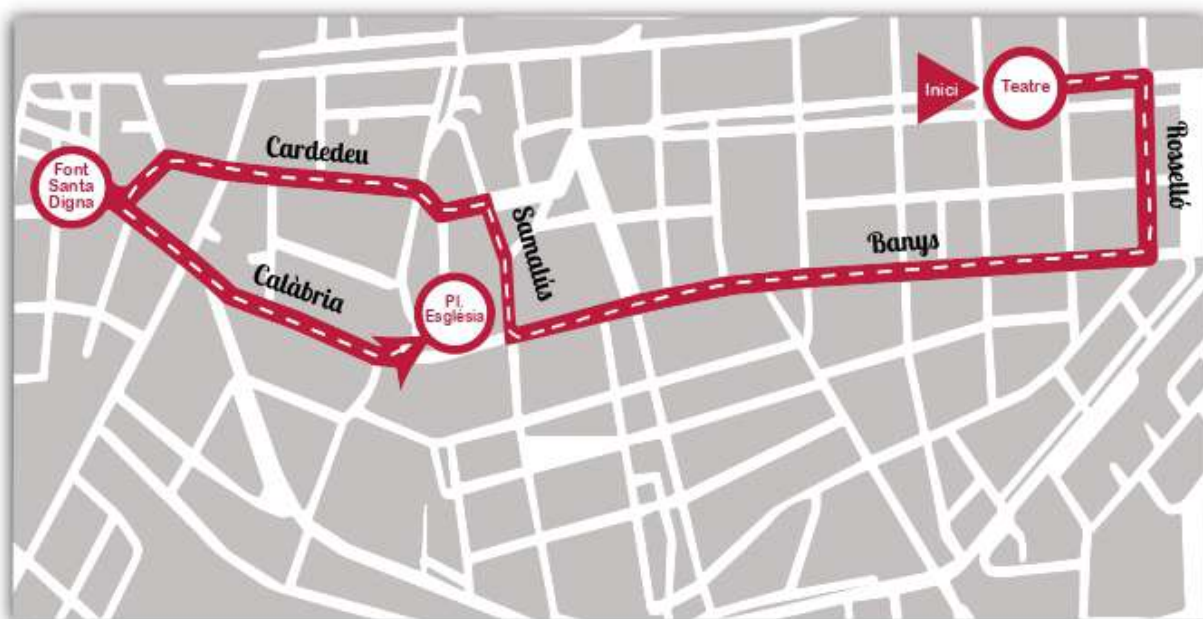 Inici
Teatre
Rosselló
Banys
Samalús
Cardedeu
Font
Santa
Digna
Calàbria
Pl.
Església